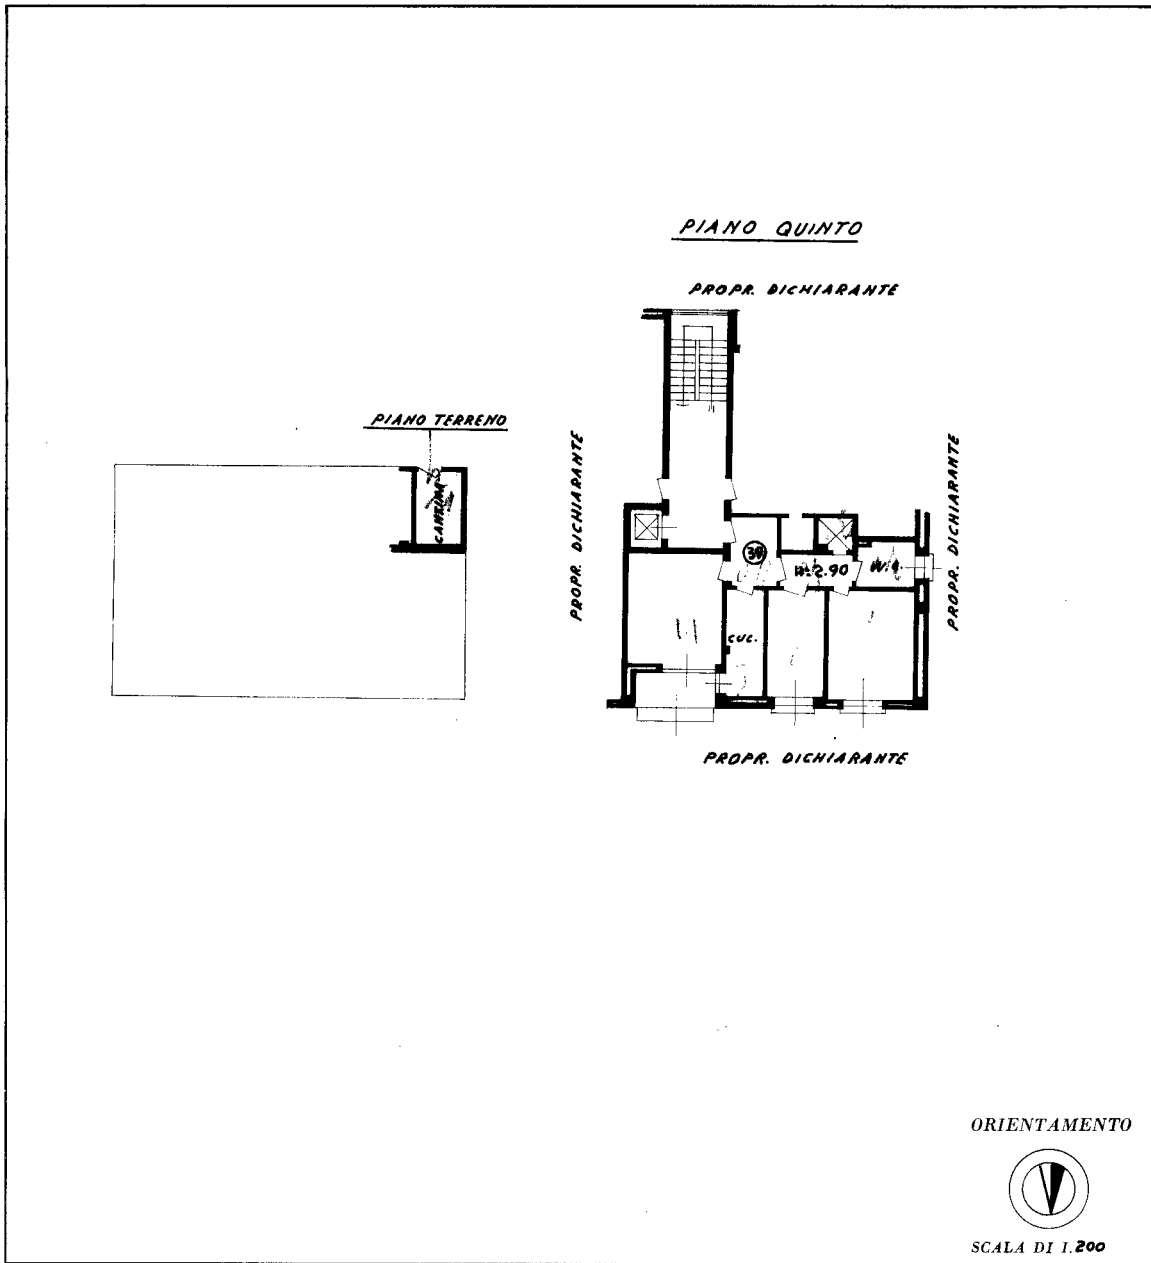 PIANO QUINTO
PROPR. DICHIARANTE
PIANO TERRENO
CANTINA
PROPR. DICHIARANTE
PROPR. DICHIARANTE
H=2.90
CUC.
PROPR. DICHIARANTE
ORIENTAMENTO
SCALA DI 1.200